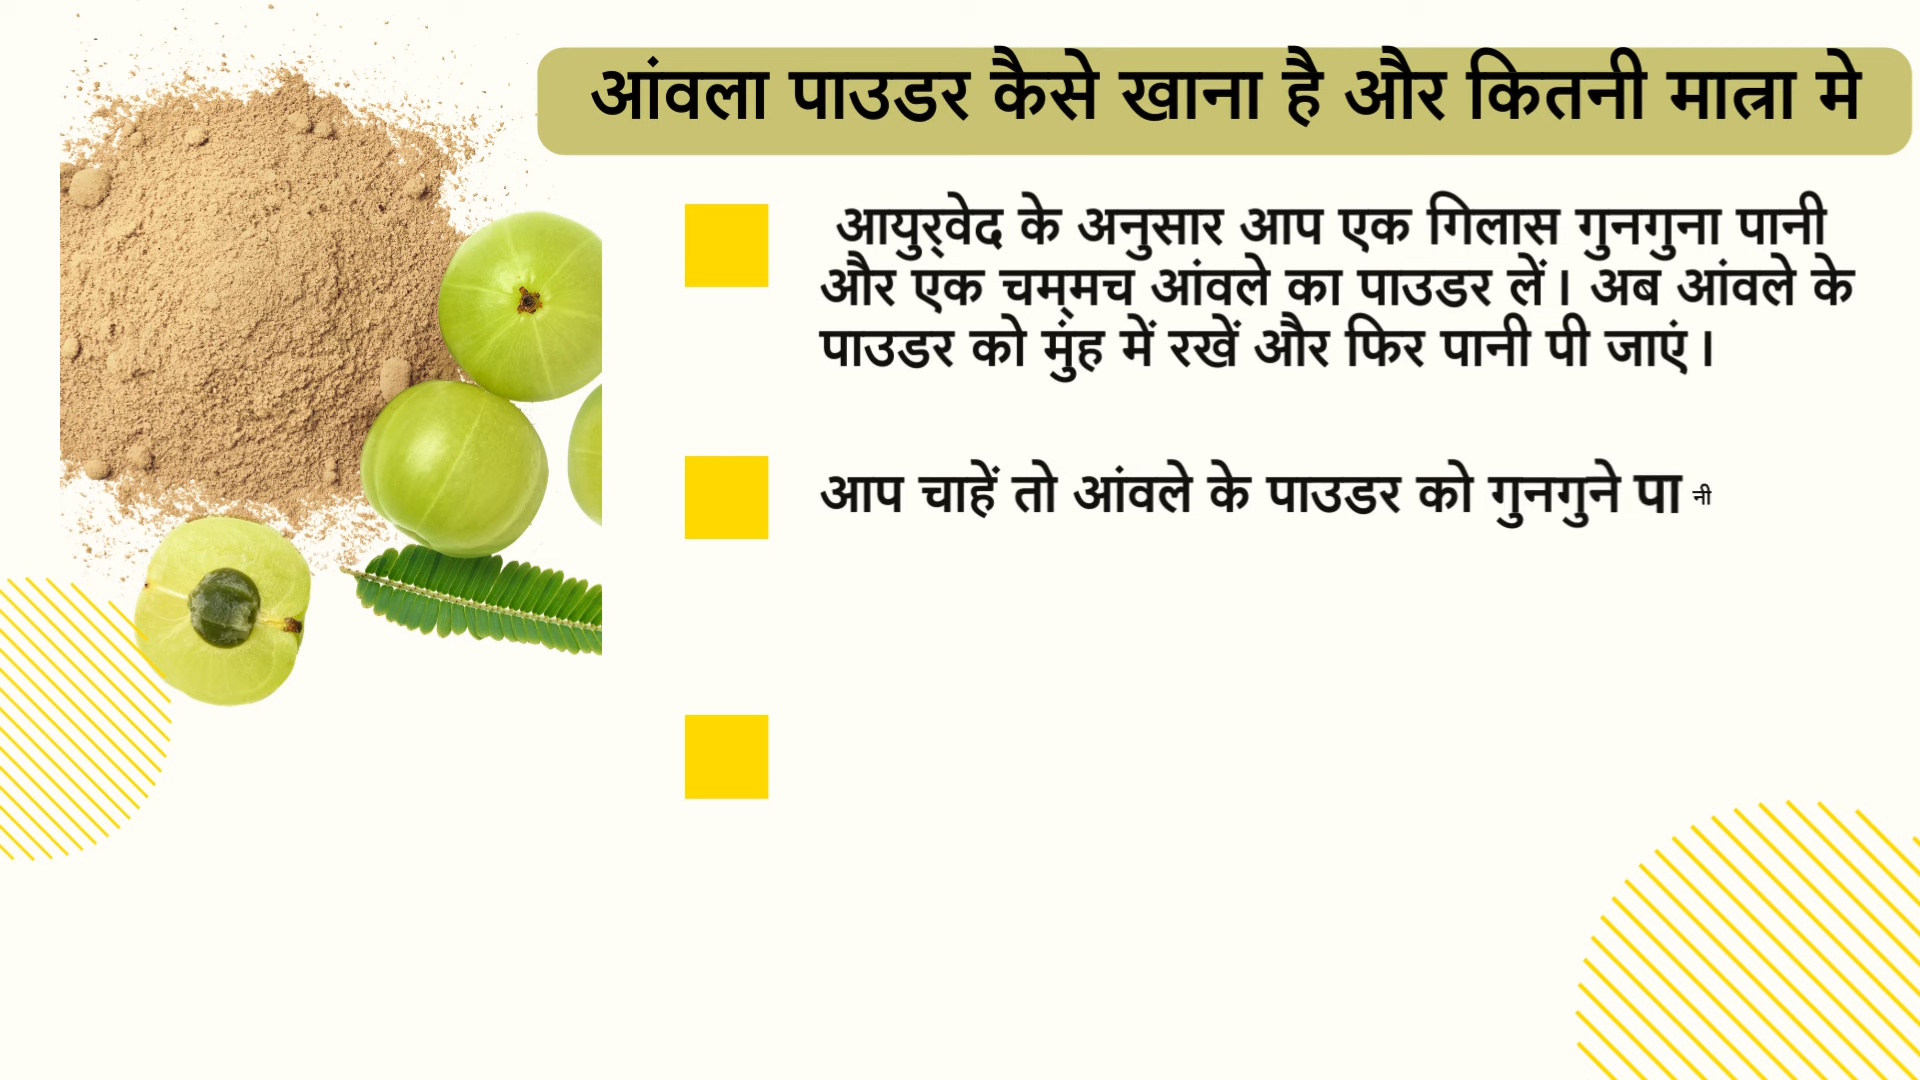 आंवला पाउडर कैसे खाना है और कितनी मात्रा मे
आयुर्‌वेद के अनुसार आप एक गिलास गुनगुना पानी
और एक चम्‌मच आंवले का पाउडर लें। अब आंवले के
पाउडर को मुंह में रखें और फिर पानी पी जाएं।
आप चाहें तो आंवले के पाउडर को गुनगुने पानी